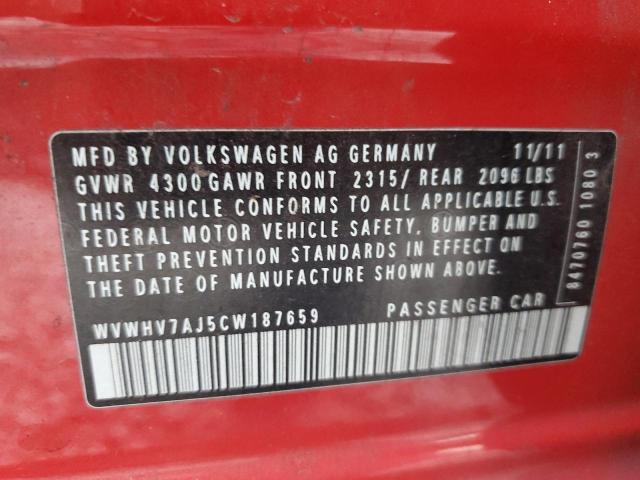 MFD BY VOLKSWAGEN AG GERMANY 11/11
GVWR 4300 GAWR FRONT 2315/ REAR 2096 LBS
THIS VEHICLE CONFORMS TO ALL APPLICABLE U.S.
FEDERAL MOTOR VEHICLE SAFETY, BUMPER AND
THEFT PREVENTION STANDARDS IN EFFECT ON
THE DATE OF MANUFACTURE SHOWN ABOVE.
WVWHV7AJ5CW187659 PASSENGER CAR
8470760 1080 3